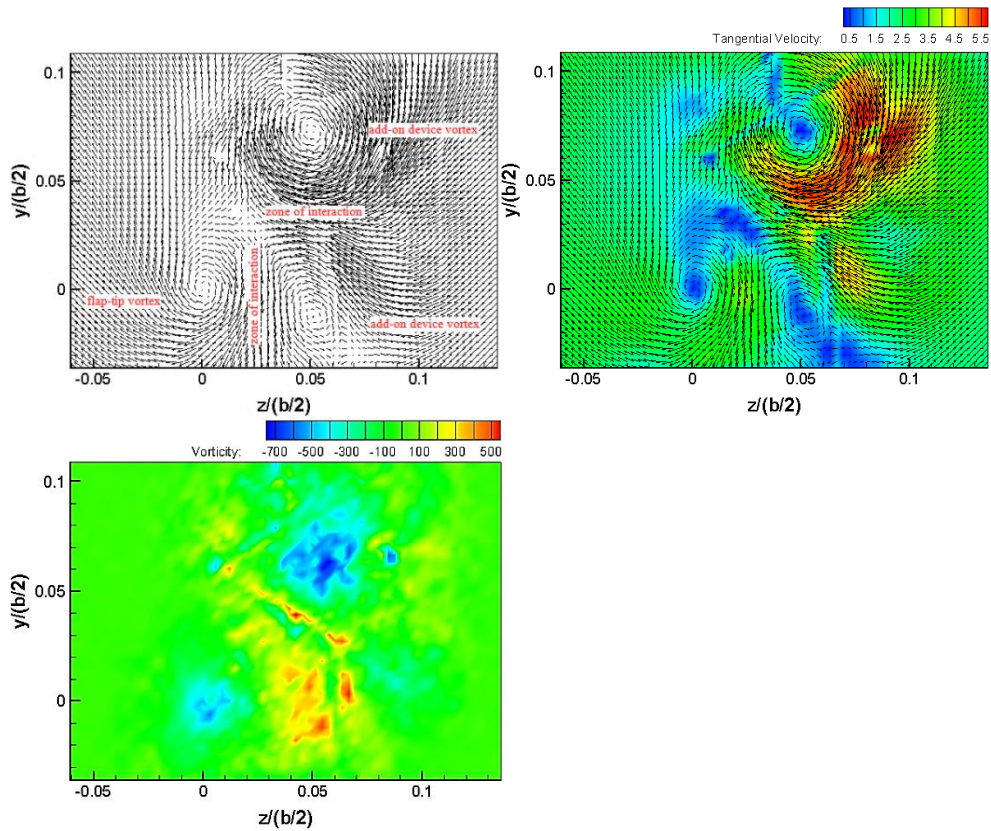 Tangential Velocity: 0.5 1.5 2.5 3.5 4.5 5.5
0.1
0.05
0
y/(b/2)
add-on device vortex
zone of interaction
zone of interaction
flap-tip vortex
add-on device vortex
-0.05 0 0.05 0.1
z/(b/2)
0.1
0.05
0
y/(b/2)
-0.05 0 0.05 0.1
z/(b/2)
Vorticity: -700 -500 -300 -100 100 300 500
0.1
0.05
0
y/(b/2)
-0.05 0 0.05 0.1
z/(b/2)